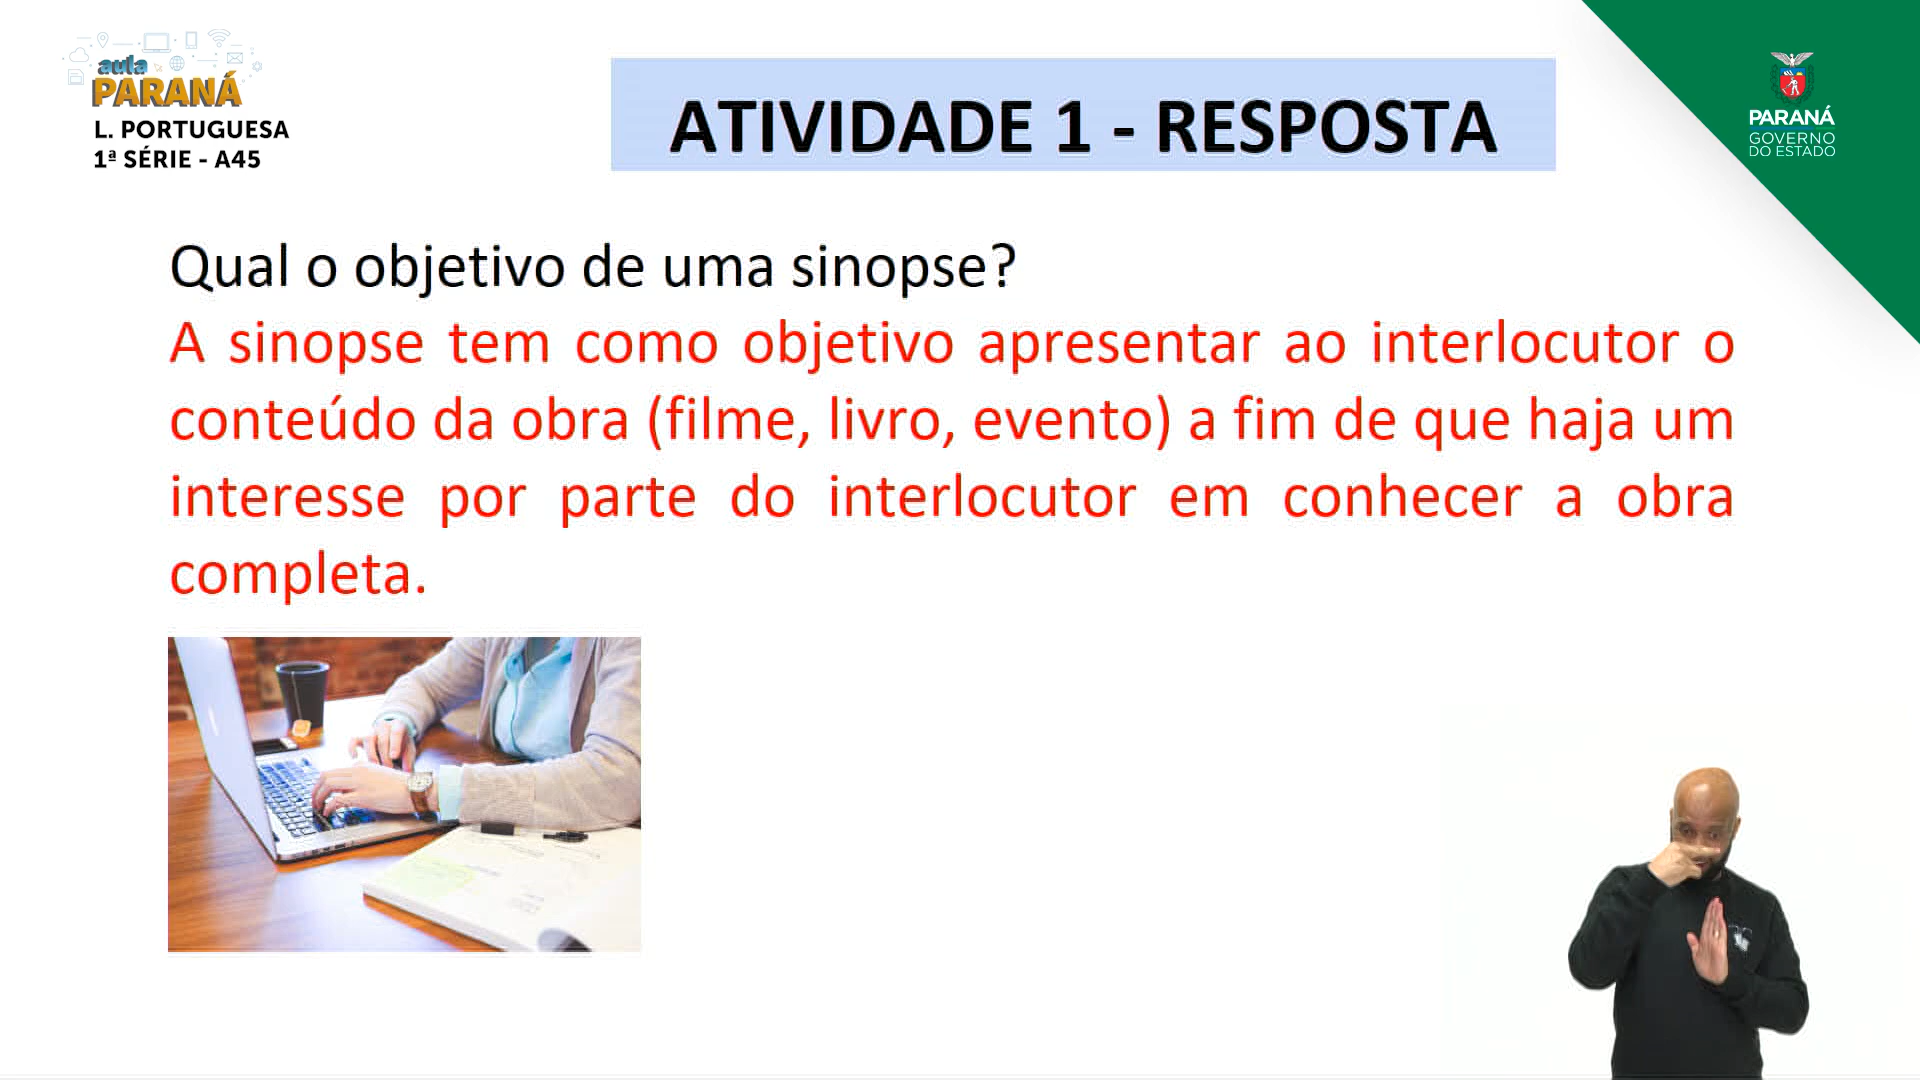 aula
PARANÁ
L. PORTUGUESA
1ª SÉRIE - A45
ATIVIDADE 1 - RESPOSTA
PARANÁ
GOVERNO
DO ESTADO
Qual o objetivo de uma sinopse?
A sinopse tem como objetivo apresentar ao interlocutor o
conteúdo da obra (filme, livro, evento) a fim de que haja um
interesse por parte do interlocutor em conhecer a obra
completa.